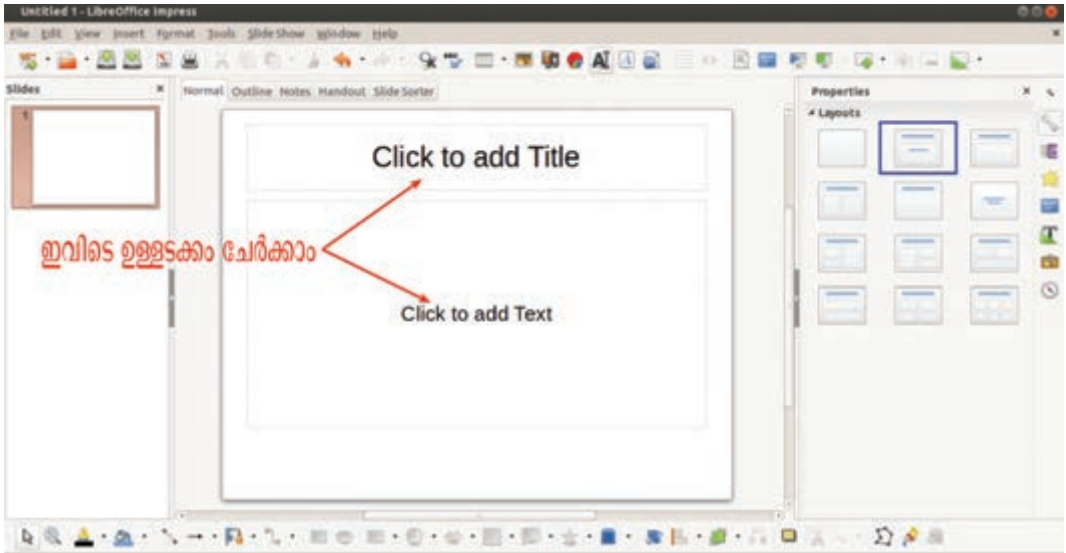 Untitled 1 - LibreOffice Impress
File Edit View Insert Format Tools Slide Show Window Help
Slides
Normal Outline Notes Handout Slide Sorter
Properties
Layouts
1
Click to add Title
ഇവിടെ ഉള്ളടക്കം ചേർക്കാം
Click to add Text